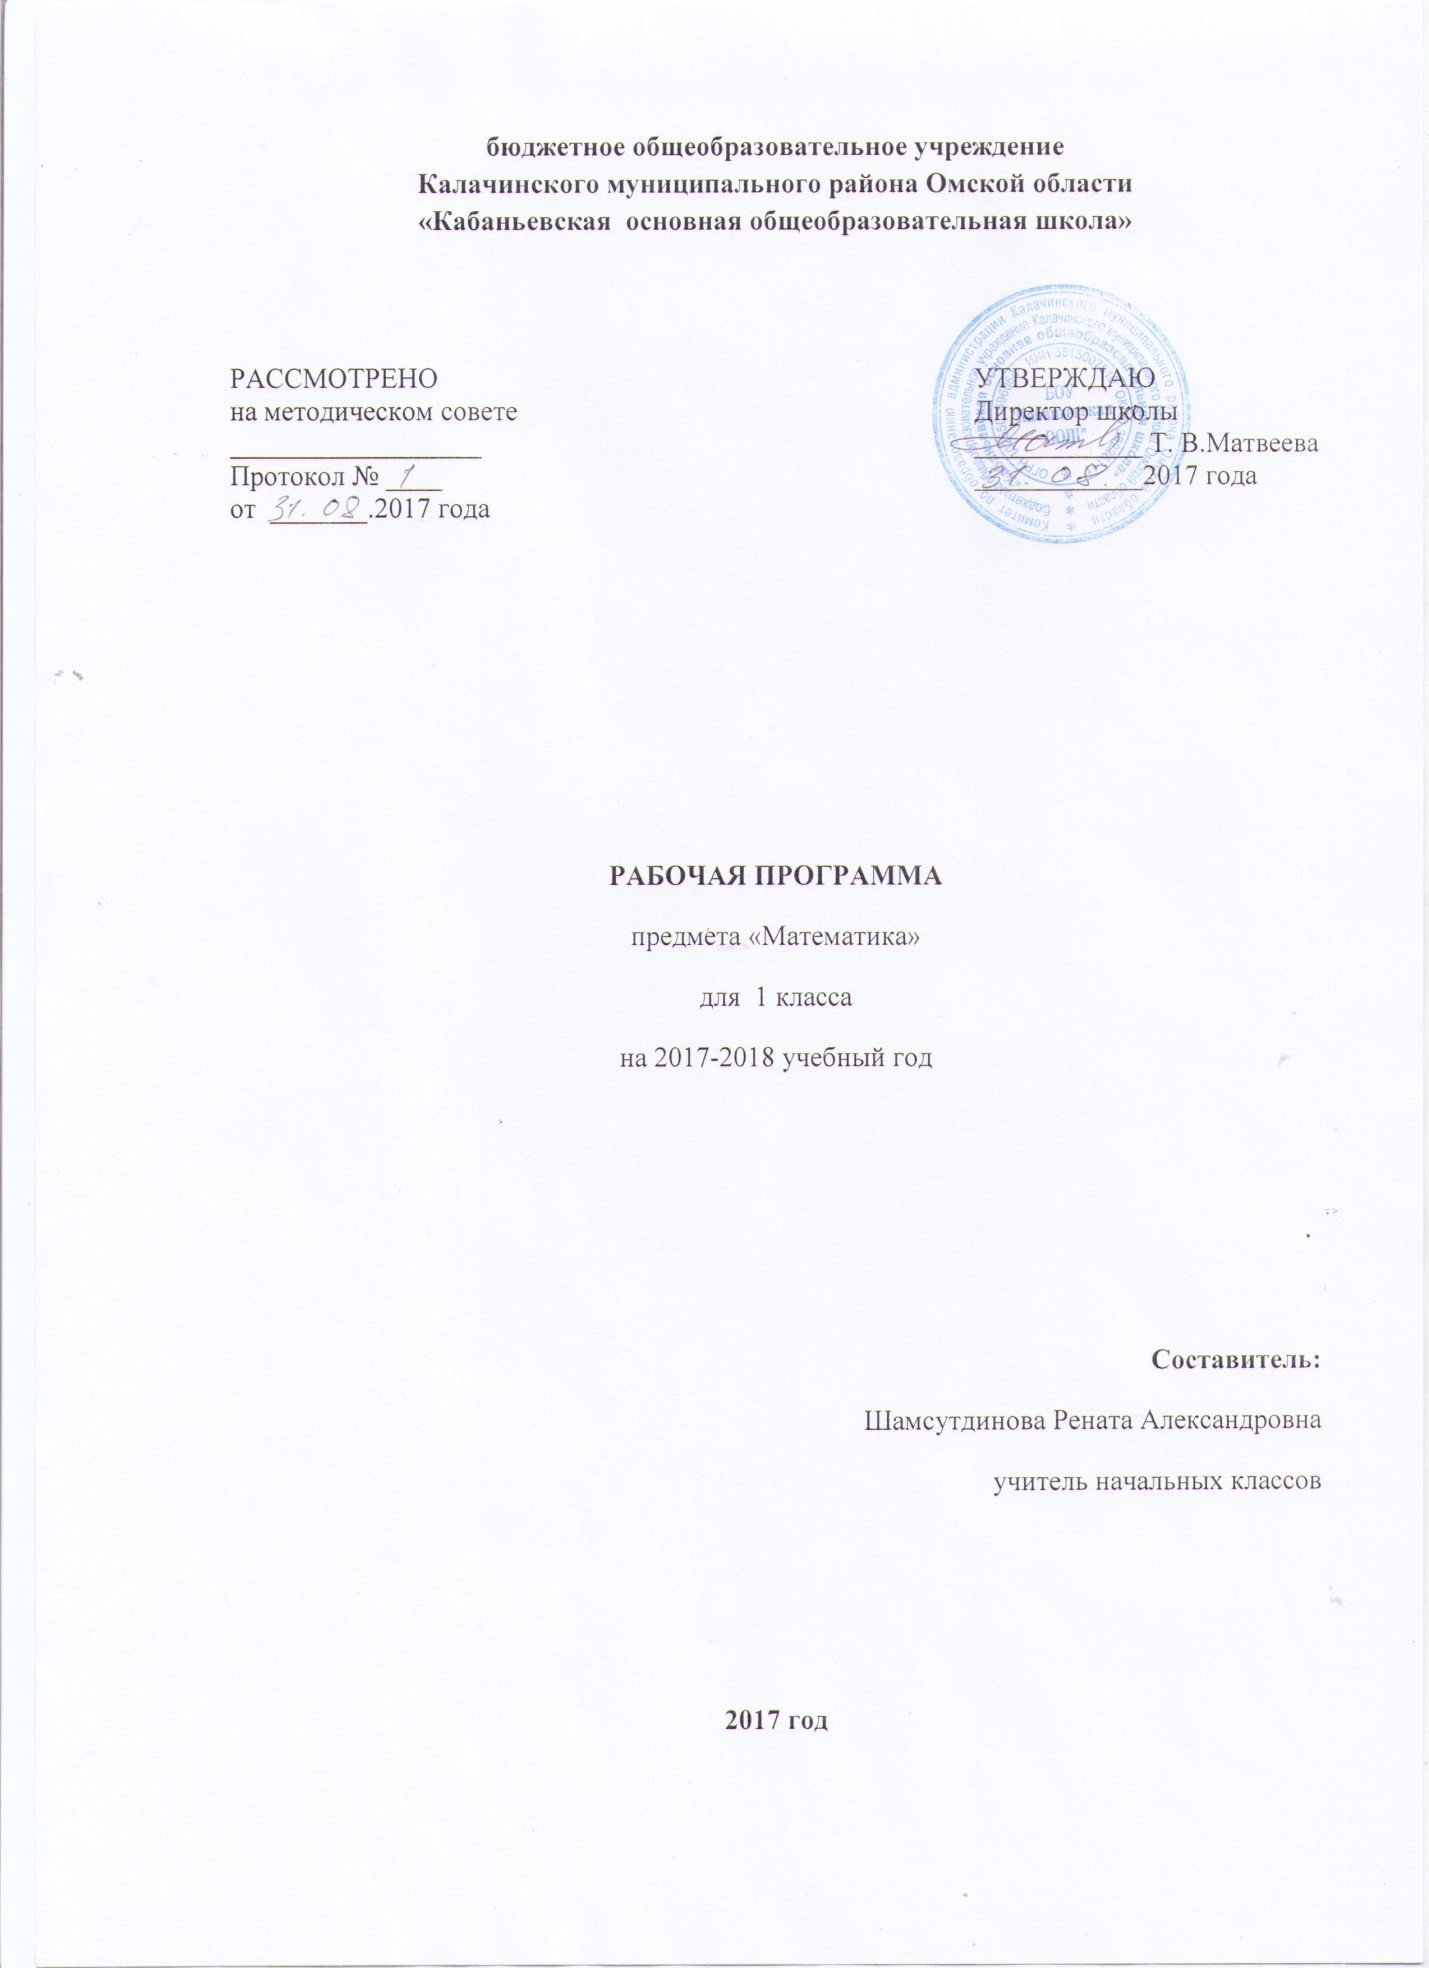 бюджетное общеобразовательное учреждение
Калачинского муниципального района Омской области
«Кабаньевская основная общеобразовательная школа»
РАССМОТРЕНО
на методическом совете
Протокол № 1
от 31. 08.2017 года
УТВЕРЖДАЮ
Директор школы
Т. В.Матвеева
31. 08. 2017 года
РАБОЧАЯ ПРОГРАММА
предмета «Математика»
для 1 класса
на 2017-2018 учебный год
Составитель:
Шамсутдинова Рената Александровна
учитель начальных классов
2017 год